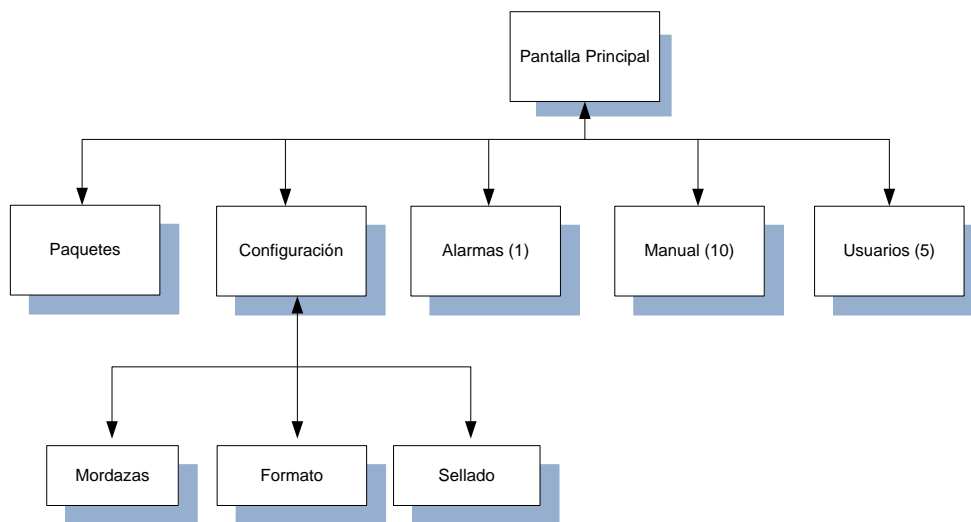 Pantalla Principal
Paquetes
Configuración
Alarmas (1)
Manual (10)
Usuarios (5)
Mordazas
Formato
Sellado